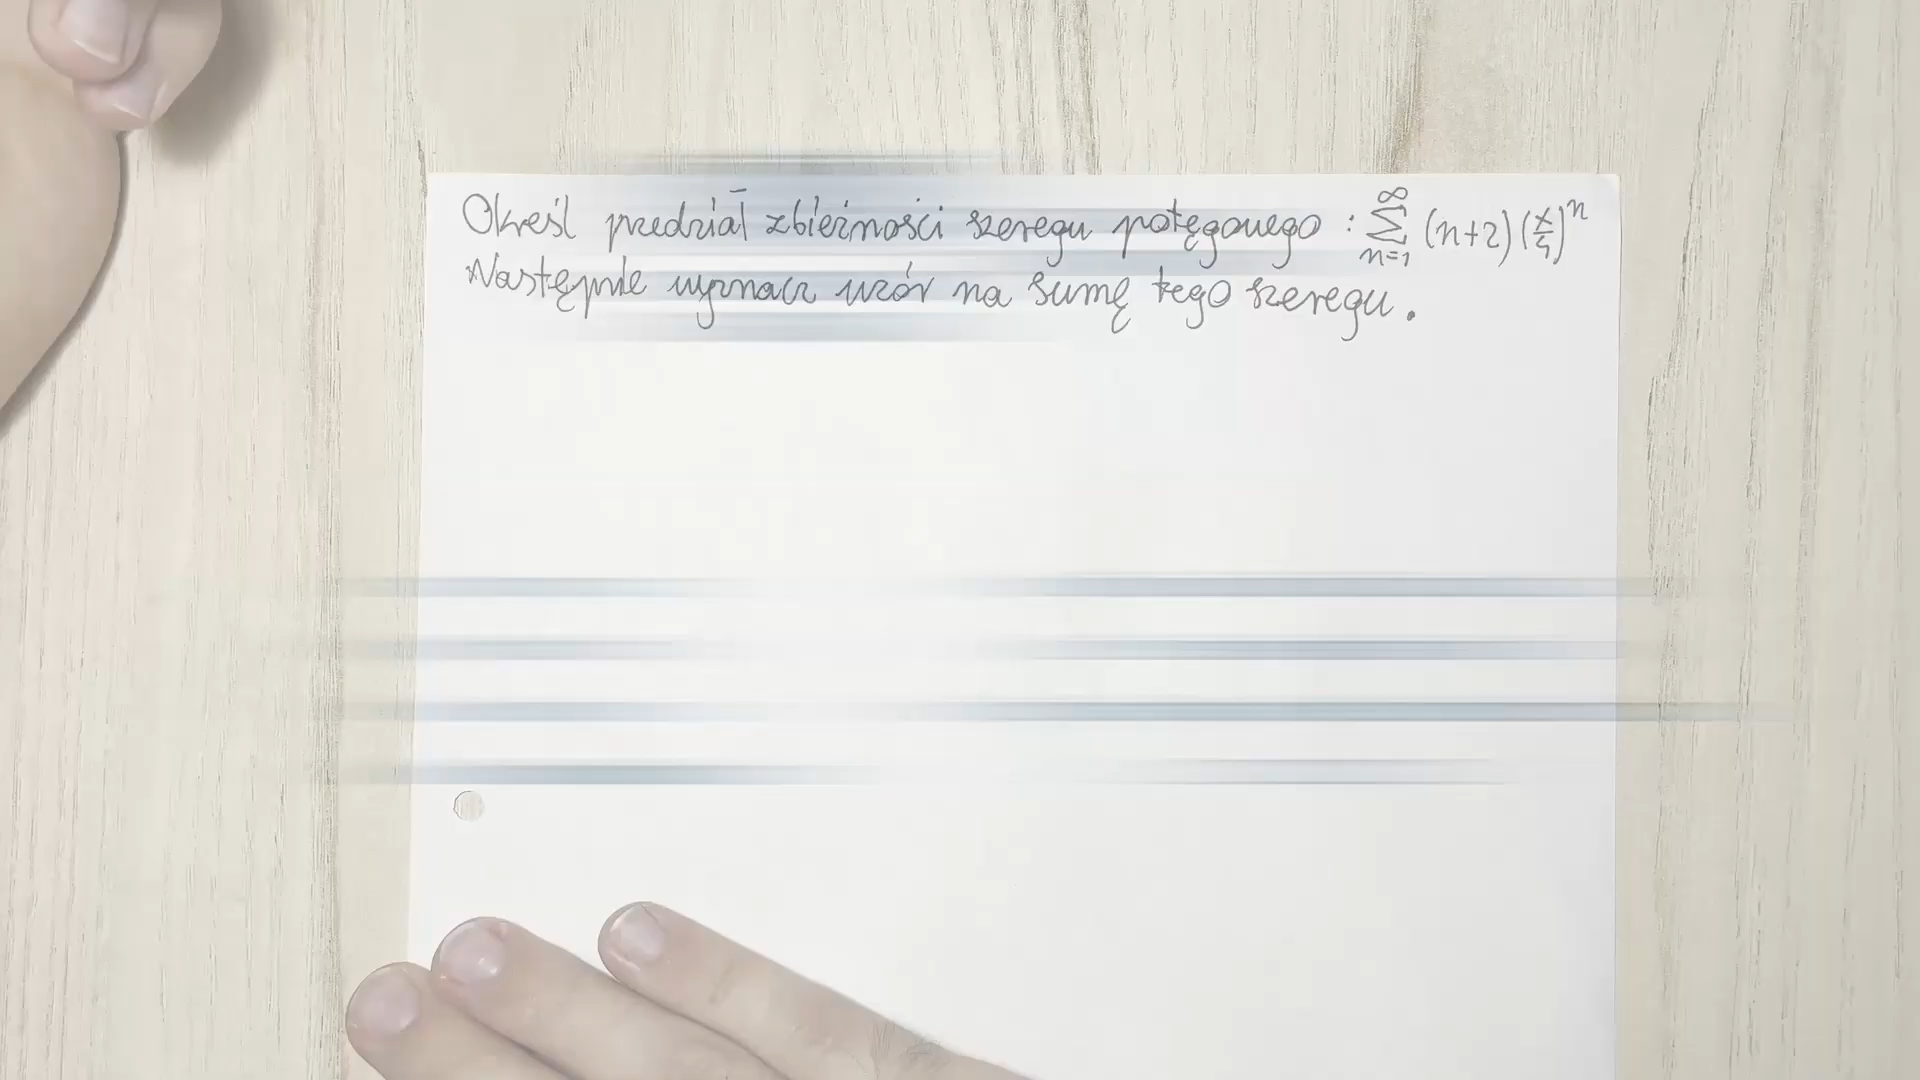 Określ przedział zbieżności szeregu potęgowego : ∞∑n=1 (n+2)(x/4)^n
Następnie wyznacz wzór na sumę tego szeregu.